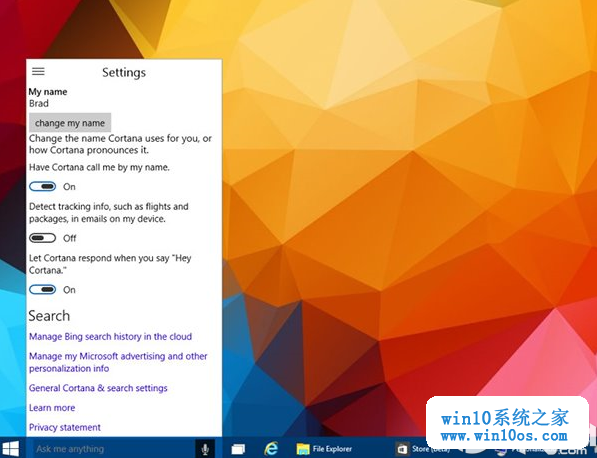 Settings
My name
Brad
change my name
Change the name Cortana uses for you, or
how Cortana pronounces it.
Have Cortana call me by my name.
On
Detect tracking info, such as flights and
packages, in emails on my device.
Off
Let Cortana respond when you say "Hey
Cortana."
On
Search
Manage Bing search history in the cloud
Manage my Microsoft advertising and other
personalization info
General Cortana & search settings
Learn more
Privacy statement
Ask me anything
File Explorer
Store (Beta)
win10系统之家
www.win10os.com